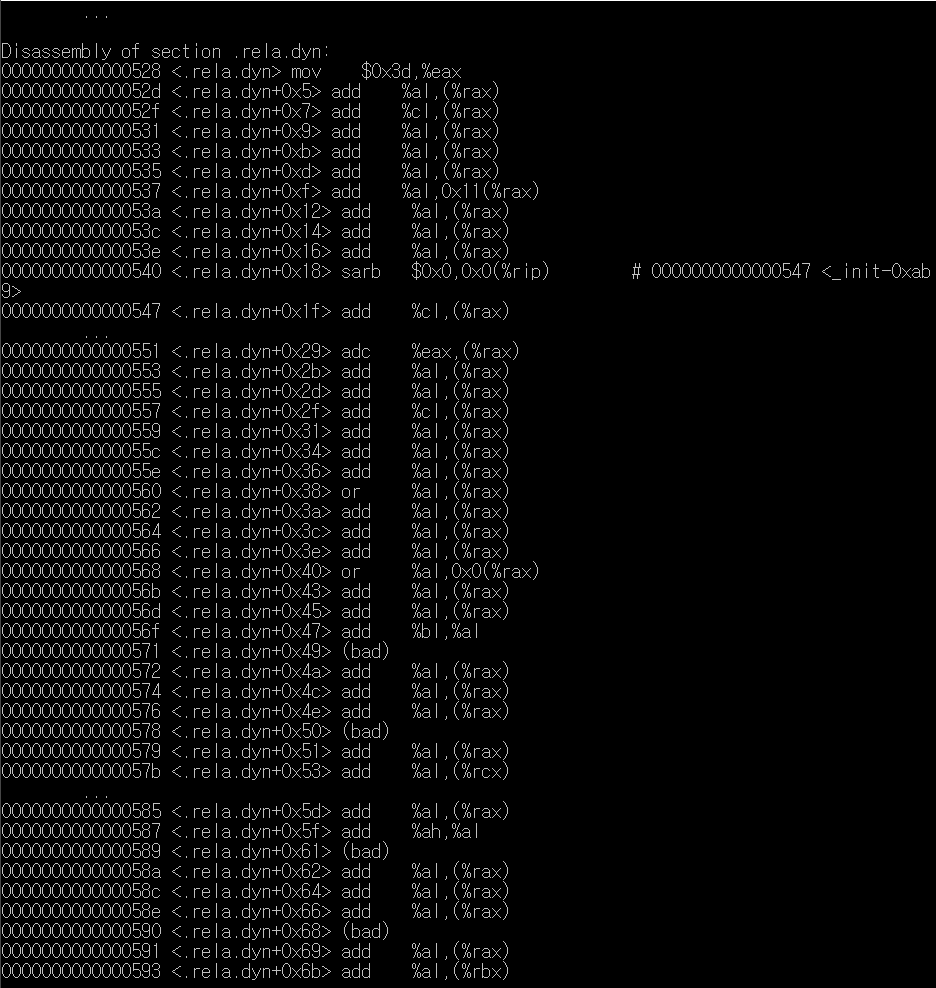 ...
Disassembly of section .rela.dyn:
0000000000000528 <.rela.dyn> mov    $0x3d,%eax
000000000000052d <.rela.dyn+0x5> add    %al,(%rax)
000000000000052f <.rela.dyn+0x7> add    %cl,(%rax)
0000000000000531 <.rela.dyn+0x9> add    %al,(%rax)
0000000000000533 <.rela.dyn+0xb> add    %al,(%rax)
0000000000000535 <.rela.dyn+0xd> add    %al,(%rax)
0000000000000537 <.rela.dyn+0xf> add    %al,0x11(%rax)
000000000000053a <.rela.dyn+0x12> add    %al,(%rax)
000000000000053c <.rela.dyn+0x14> add    %al,(%rax)
000000000000053e <.rela.dyn+0x16> add    %al,(%rax)
0000000000000540 <.rela.dyn+0x18> sarb   $0x0,0x0(%rip)        # 0000000000000547 <_init-0xab
9>
0000000000000547 <.rela.dyn+0x1f> add    %cl,(%rax)
...
0000000000000551 <.rela.dyn+0x29> adc    %eax,(%rax)
0000000000000553 <.rela.dyn+0x2b> add    %al,(%rax)
0000000000000555 <.rela.dyn+0x2d> add    %al,(%rax)
0000000000000557 <.rela.dyn+0x2f> add    %cl,(%rax)
0000000000000559 <.rela.dyn+0x31> add    %al,(%rax)
000000000000055c <.rela.dyn+0x34> add    %al,(%rax)
000000000000055e <.rela.dyn+0x36> add    %al,(%rax)
0000000000000560 <.rela.dyn+0x38> or     %al,(%rax)
0000000000000562 <.rela.dyn+0x3a> add    %al,(%rax)
0000000000000564 <.rela.dyn+0x3c> add    %al,(%rax)
0000000000000566 <.rela.dyn+0x3e> add    %al,(%rax)
0000000000000568 <.rela.dyn+0x40> or     %al,0x0(%rax)
000000000000056b <.rela.dyn+0x43> add    %al,(%rax)
000000000000056d <.rela.dyn+0x45> add    %al,(%rax)
000000000000056f <.rela.dyn+0x47> add    %bl,%al
0000000000000571 <.rela.dyn+0x49> (bad)
0000000000000572 <.rela.dyn+0x4a> add    %al,(%rax)
0000000000000574 <.rela.dyn+0x4c> add    %al,(%rax)
0000000000000576 <.rela.dyn+0x4e> add    %al,(%rax)
0000000000000578 <.rela.dyn+0x50> (bad)
0000000000000579 <.rela.dyn+0x51> add    %al,(%rax)
000000000000057b <.rela.dyn+0x53> add    %al,(%rcx)
...
0000000000000585 <.rela.dyn+0x5d> add    %al,(%rax)
0000000000000587 <.rela.dyn+0x5f> add    %ah,%al
0000000000000589 <.rela.dyn+0x61> (bad)
000000000000058a <.rela.dyn+0x62> add    %al,(%rax)
000000000000058c <.rela.dyn+0x64> add    %al,(%rax)
000000000000058e <.rela.dyn+0x66> add    %al,(%rax)
0000000000000590 <.rela.dyn+0x68> (bad)
0000000000000591 <.rela.dyn+0x69> add    %al,(%rax)
0000000000000593 <.rela.dyn+0x6b> add    %al,(%rbx)